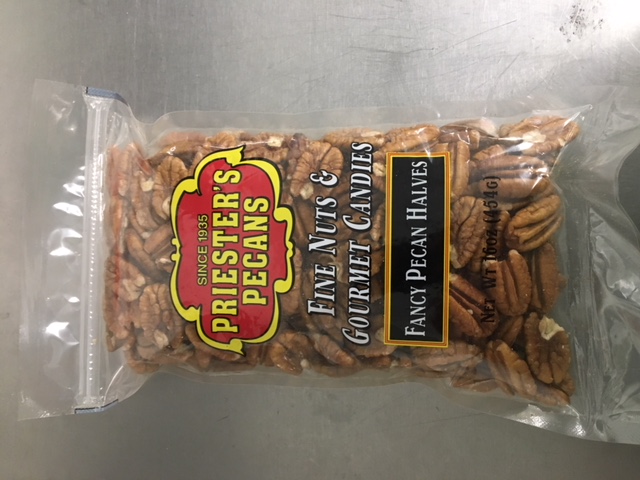 SINCE 1935
PRIESTER'S
PECANS
FINE NUTS &
GOURMET CANDIES
FANCY PECAN HALVES
NET WT 16OZ (454G)